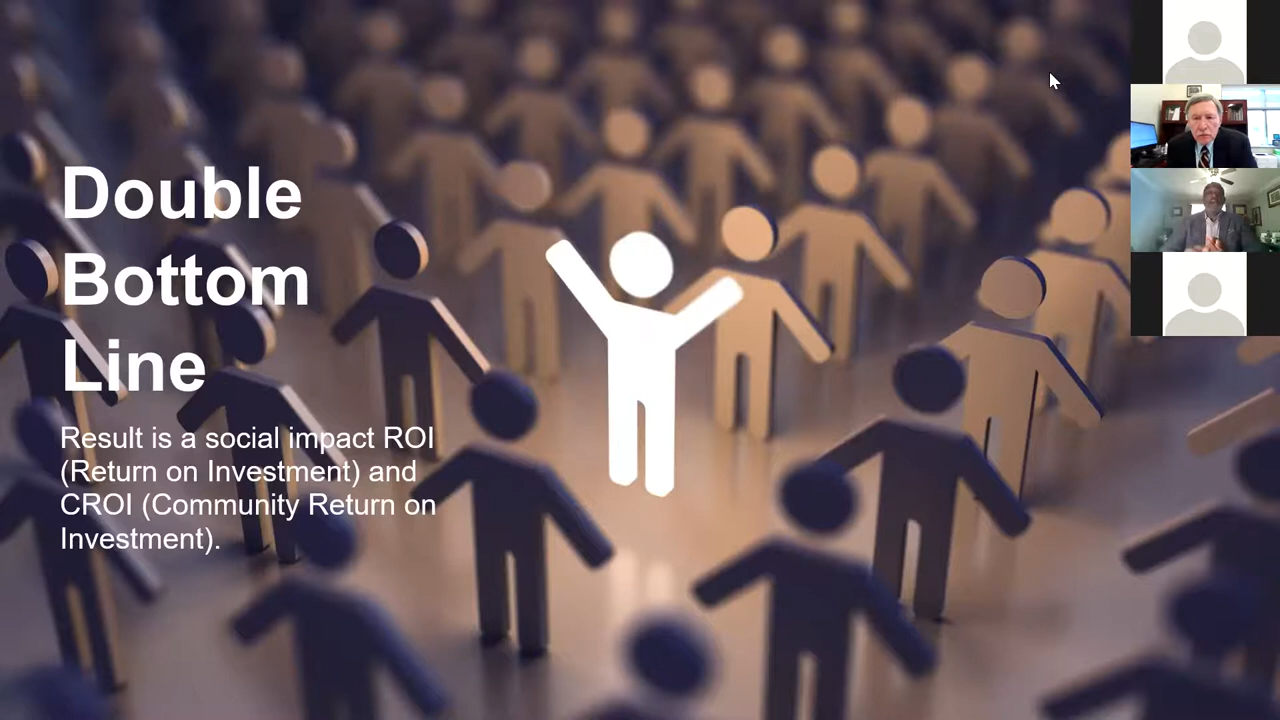 Double
Bottom
Line
Result is a social impact ROI
(Return on Investment) and
CROI (Community Return on
Investment).